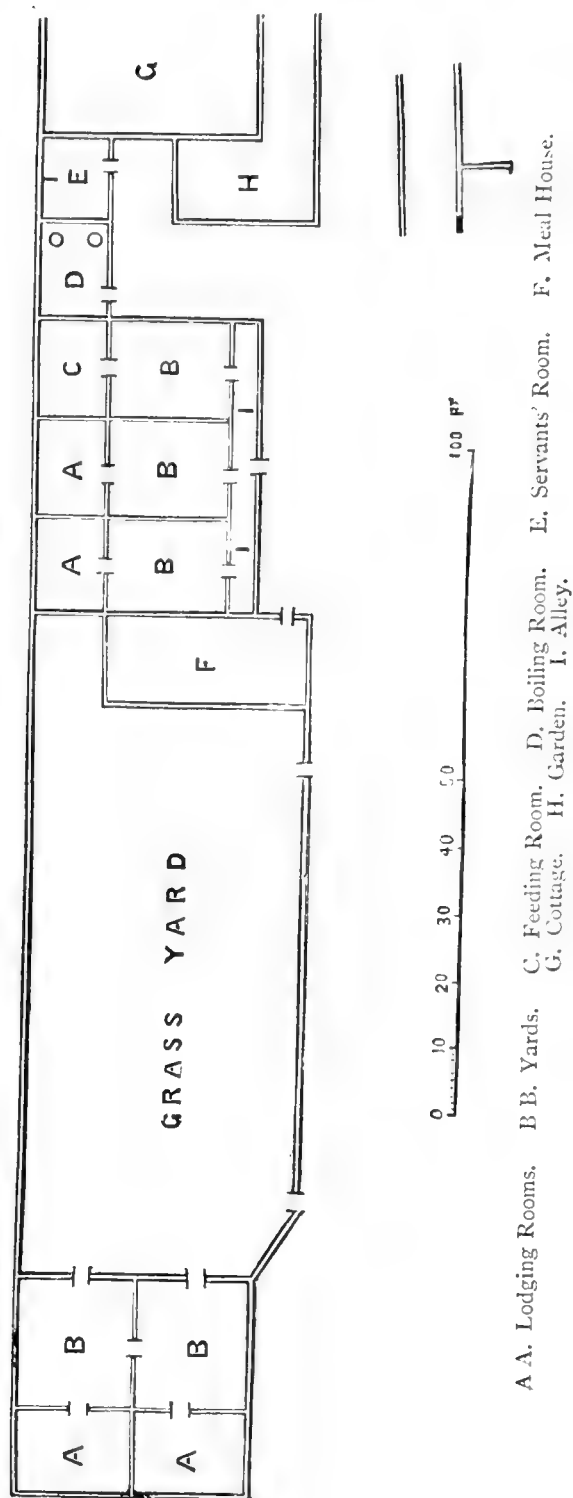 A B A A C D E
G
A B GRASS YARD B B B
F
I I H
0 10 20 30 40 50 100 FT
A A. Lodging Rooms. B B. Yards. C. Feeding Room. D. Boiling Room. E. Servants' Room. F. Meal House.
G. Cottage. H. Garden. I. Alley.